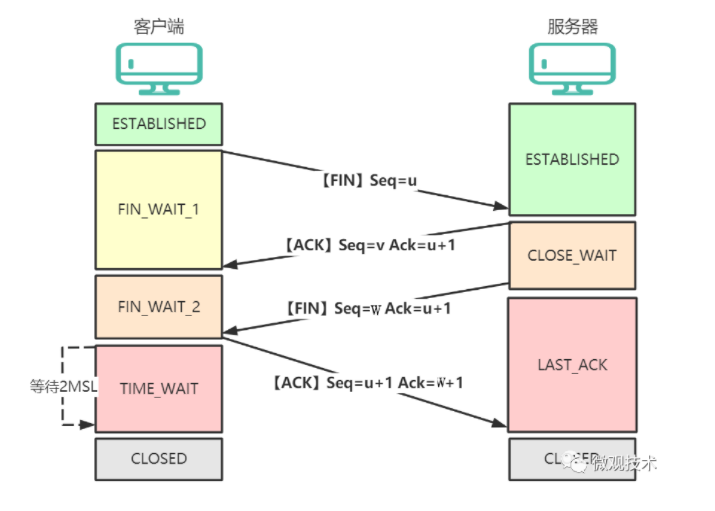 客户端
服务器
ESTABLISHED
ESTABLISHED
【FIN】Seq=u
FIN_WAIT_1
【ACK】Seq=v Ack=u+1
CLOSE_WAIT
FIN_WAIT_2
【FIN】Seq=W Ack=u+1
等待2MSL
TIME_WAIT
【ACK】Seq=u+1 Ack=W+1
LAST_ACK
CLOSED
CLOSED
微观技术